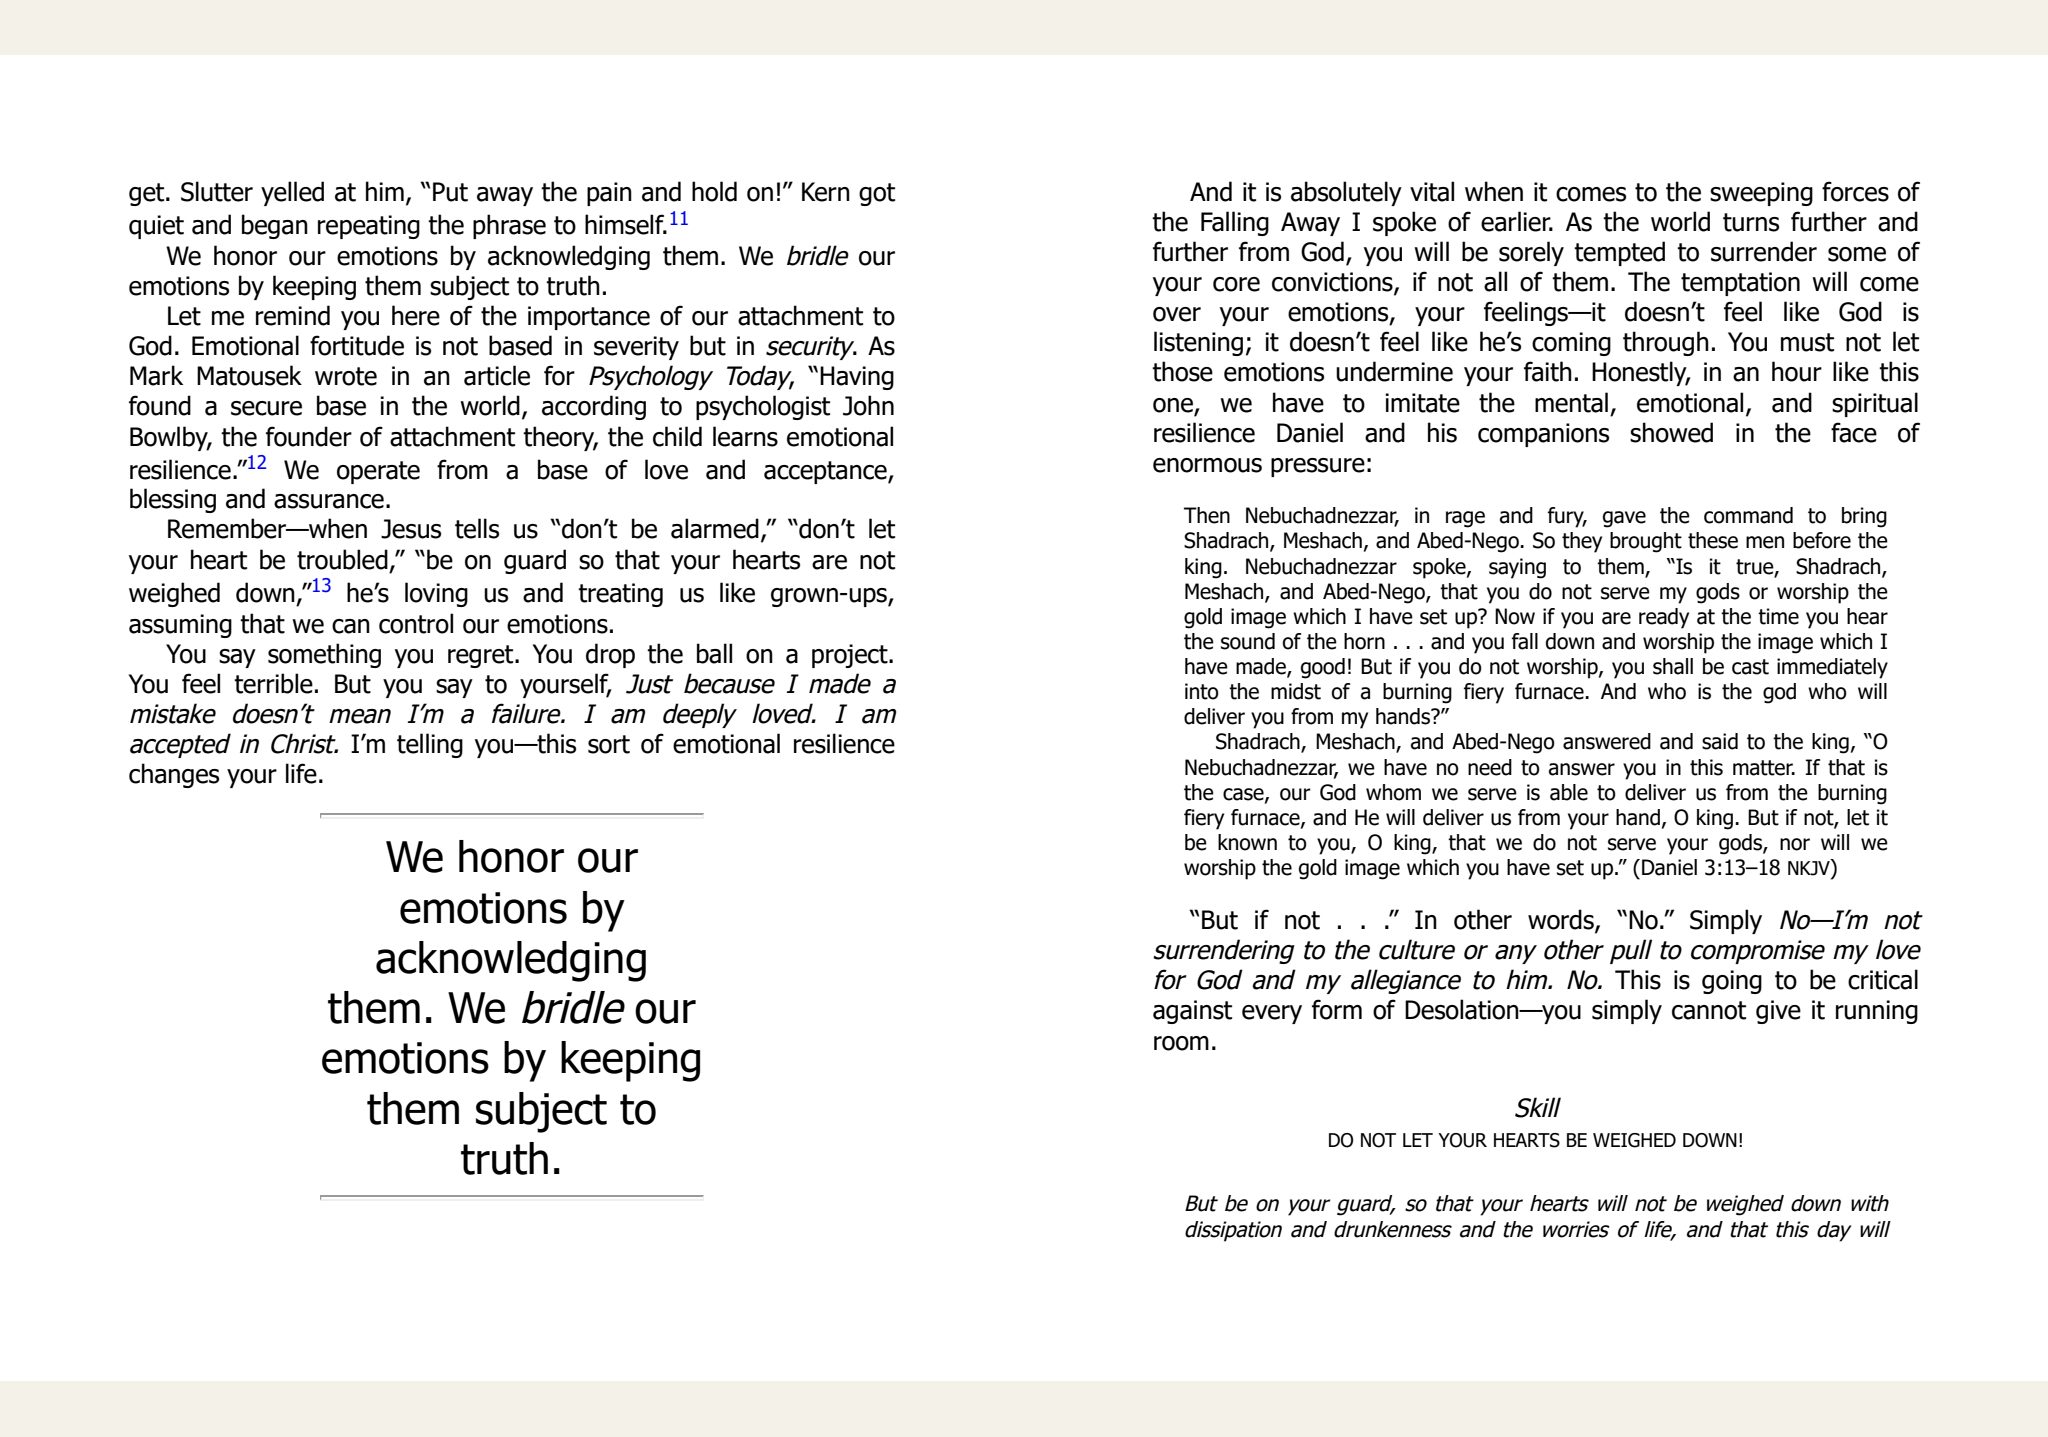 get. Slutter yelled at him, “Put away the pain and hold on!” Kern got
quiet and began repeating the phrase to himself.11
We honor our emotions by acknowledging them. We bridle our
emotions by keeping them subject to truth.
Let me remind you here of the importance of our attachment to
God. Emotional fortitude is not based in severity but in security. As
Mark Matousek wrote in an article for Psychology Today, “Having
found a secure base in the world, according to psychologist John
Bowlby, the founder of attachment theory, the child learns emotional
resilience.”12 We operate from a base of love and acceptance,
blessing and assurance.
Remember—when Jesus tells us “don’t be alarmed,” “don’t let
your heart be troubled,” “be on guard so that your hearts are not
weighed down,”13 he’s loving us and treating us like grown-ups,
assuming that we can control our emotions.
You say something you regret. You drop the ball on a project.
You feel terrible. But you say to yourself, Just because I made a
mistake doesn’t mean I’m a failure. I am deeply loved. I am
accepted in Christ. I’m telling you—this sort of emotional resilience
changes your life.
We honor our
emotions by
acknowledging
them. We bridle our
emotions by keeping
them subject to
truth.
And it is absolutely vital when it comes to the sweeping forces of
the Falling Away I spoke of earlier. As the world turns further and
further from God, you will be sorely tempted to surrender some of
your core convictions, if not all of them. The temptation will come
over your emotions, your feelings—it doesn’t feel like God is
listening; it doesn’t feel like he’s coming through. You must not let
those emotions undermine your faith. Honestly, in an hour like this
one, we have to imitate the mental, emotional, and spiritual
resilience Daniel and his companions showed in the face of
enormous pressure:
Then Nebuchadnezzar, in rage and fury, gave the command to bring
Shadrach, Meshach, and Abed-Nego. So they brought these men before the
king. Nebuchadnezzar spoke, saying to them, “Is it true, Shadrach,
Meshach, and Abed-Nego, that you do not serve my gods or worship the
gold image which I have set up? Now if you are ready at the time you hear
the sound of the horn . . . and you fall down and worship the image which I
have made, good! But if you do not worship, you shall be cast immediately
into the midst of a burning fiery furnace. And who is the god who will
deliver you from my hands?”
Shadrach, Meshach, and Abed-Nego answered and said to the king, “O
Nebuchadnezzar, we have no need to answer you in this matter. If that is
the case, our God whom we serve is able to deliver us from the burning
fiery furnace, and He will deliver us from your hand, O king. But if not, let it
be known to you, O king, that we do not serve your gods, nor will we
worship the gold image which you have set up.” (Daniel 3:13–18 NKJV)
“But if not . . .” In other words, “No.” Simply No—I’m not
surrendering to the culture or any other pull to compromise my love
for God and my allegiance to him. No. This is going to be critical
against every form of Desolation—you simply cannot give it running
room.
Skill
DO NOT LET YOUR HEARTS BE WEIGHED DOWN!
But be on your guard, so that your hearts will not be weighed down with
dissipation and drunkenness and the worries of life, and that this day will